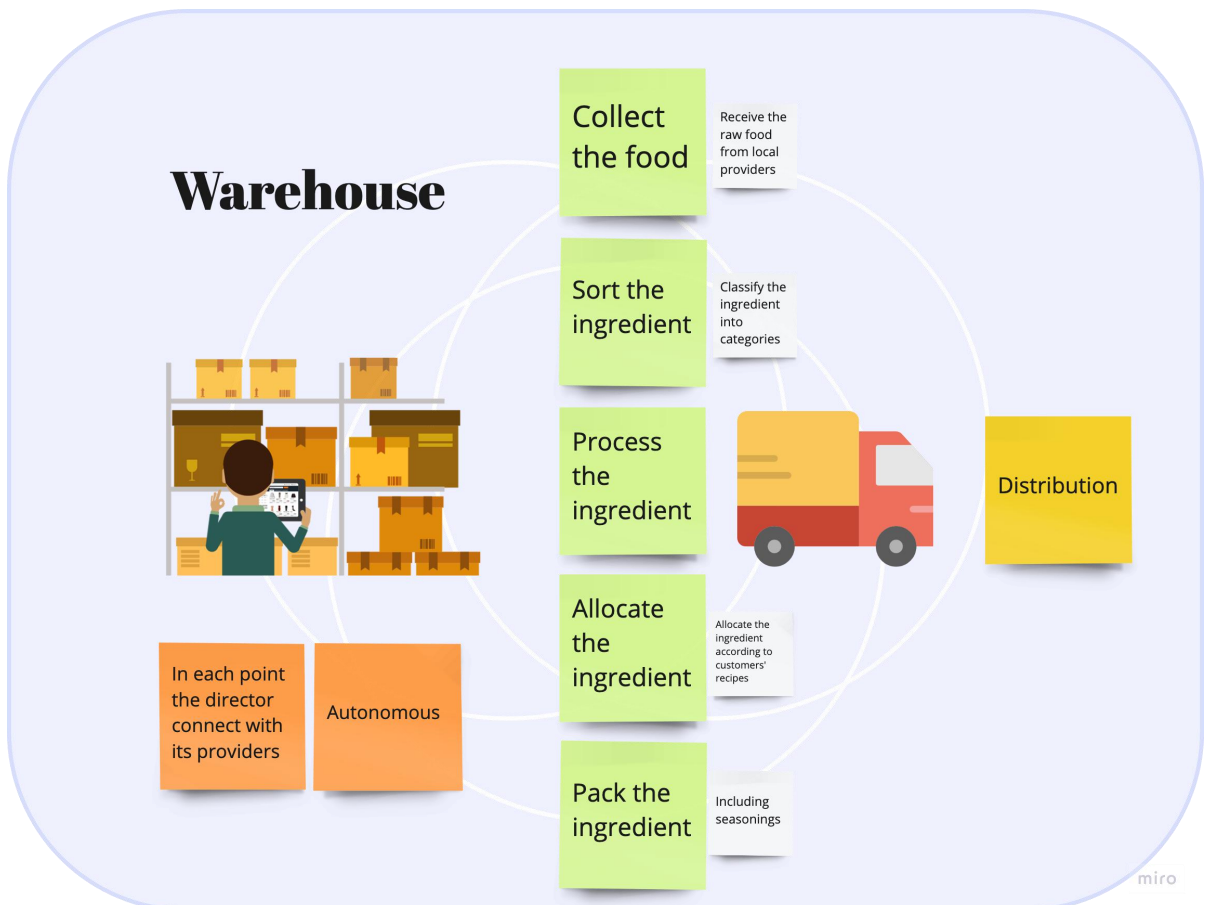 Warehouse
Collect
the food
Receive the
raw food
from local
providers
Sort the
ingredient
Classify the
ingredient
into
categories
Process
the
ingredient
Distribution
Allocate
the
ingredient
Allocate the
ingredient
according to
customers'
recipes
In each point
the director
connect with
its providers
Autonomous
Pack the
ingredient
Including
seasonings
miro